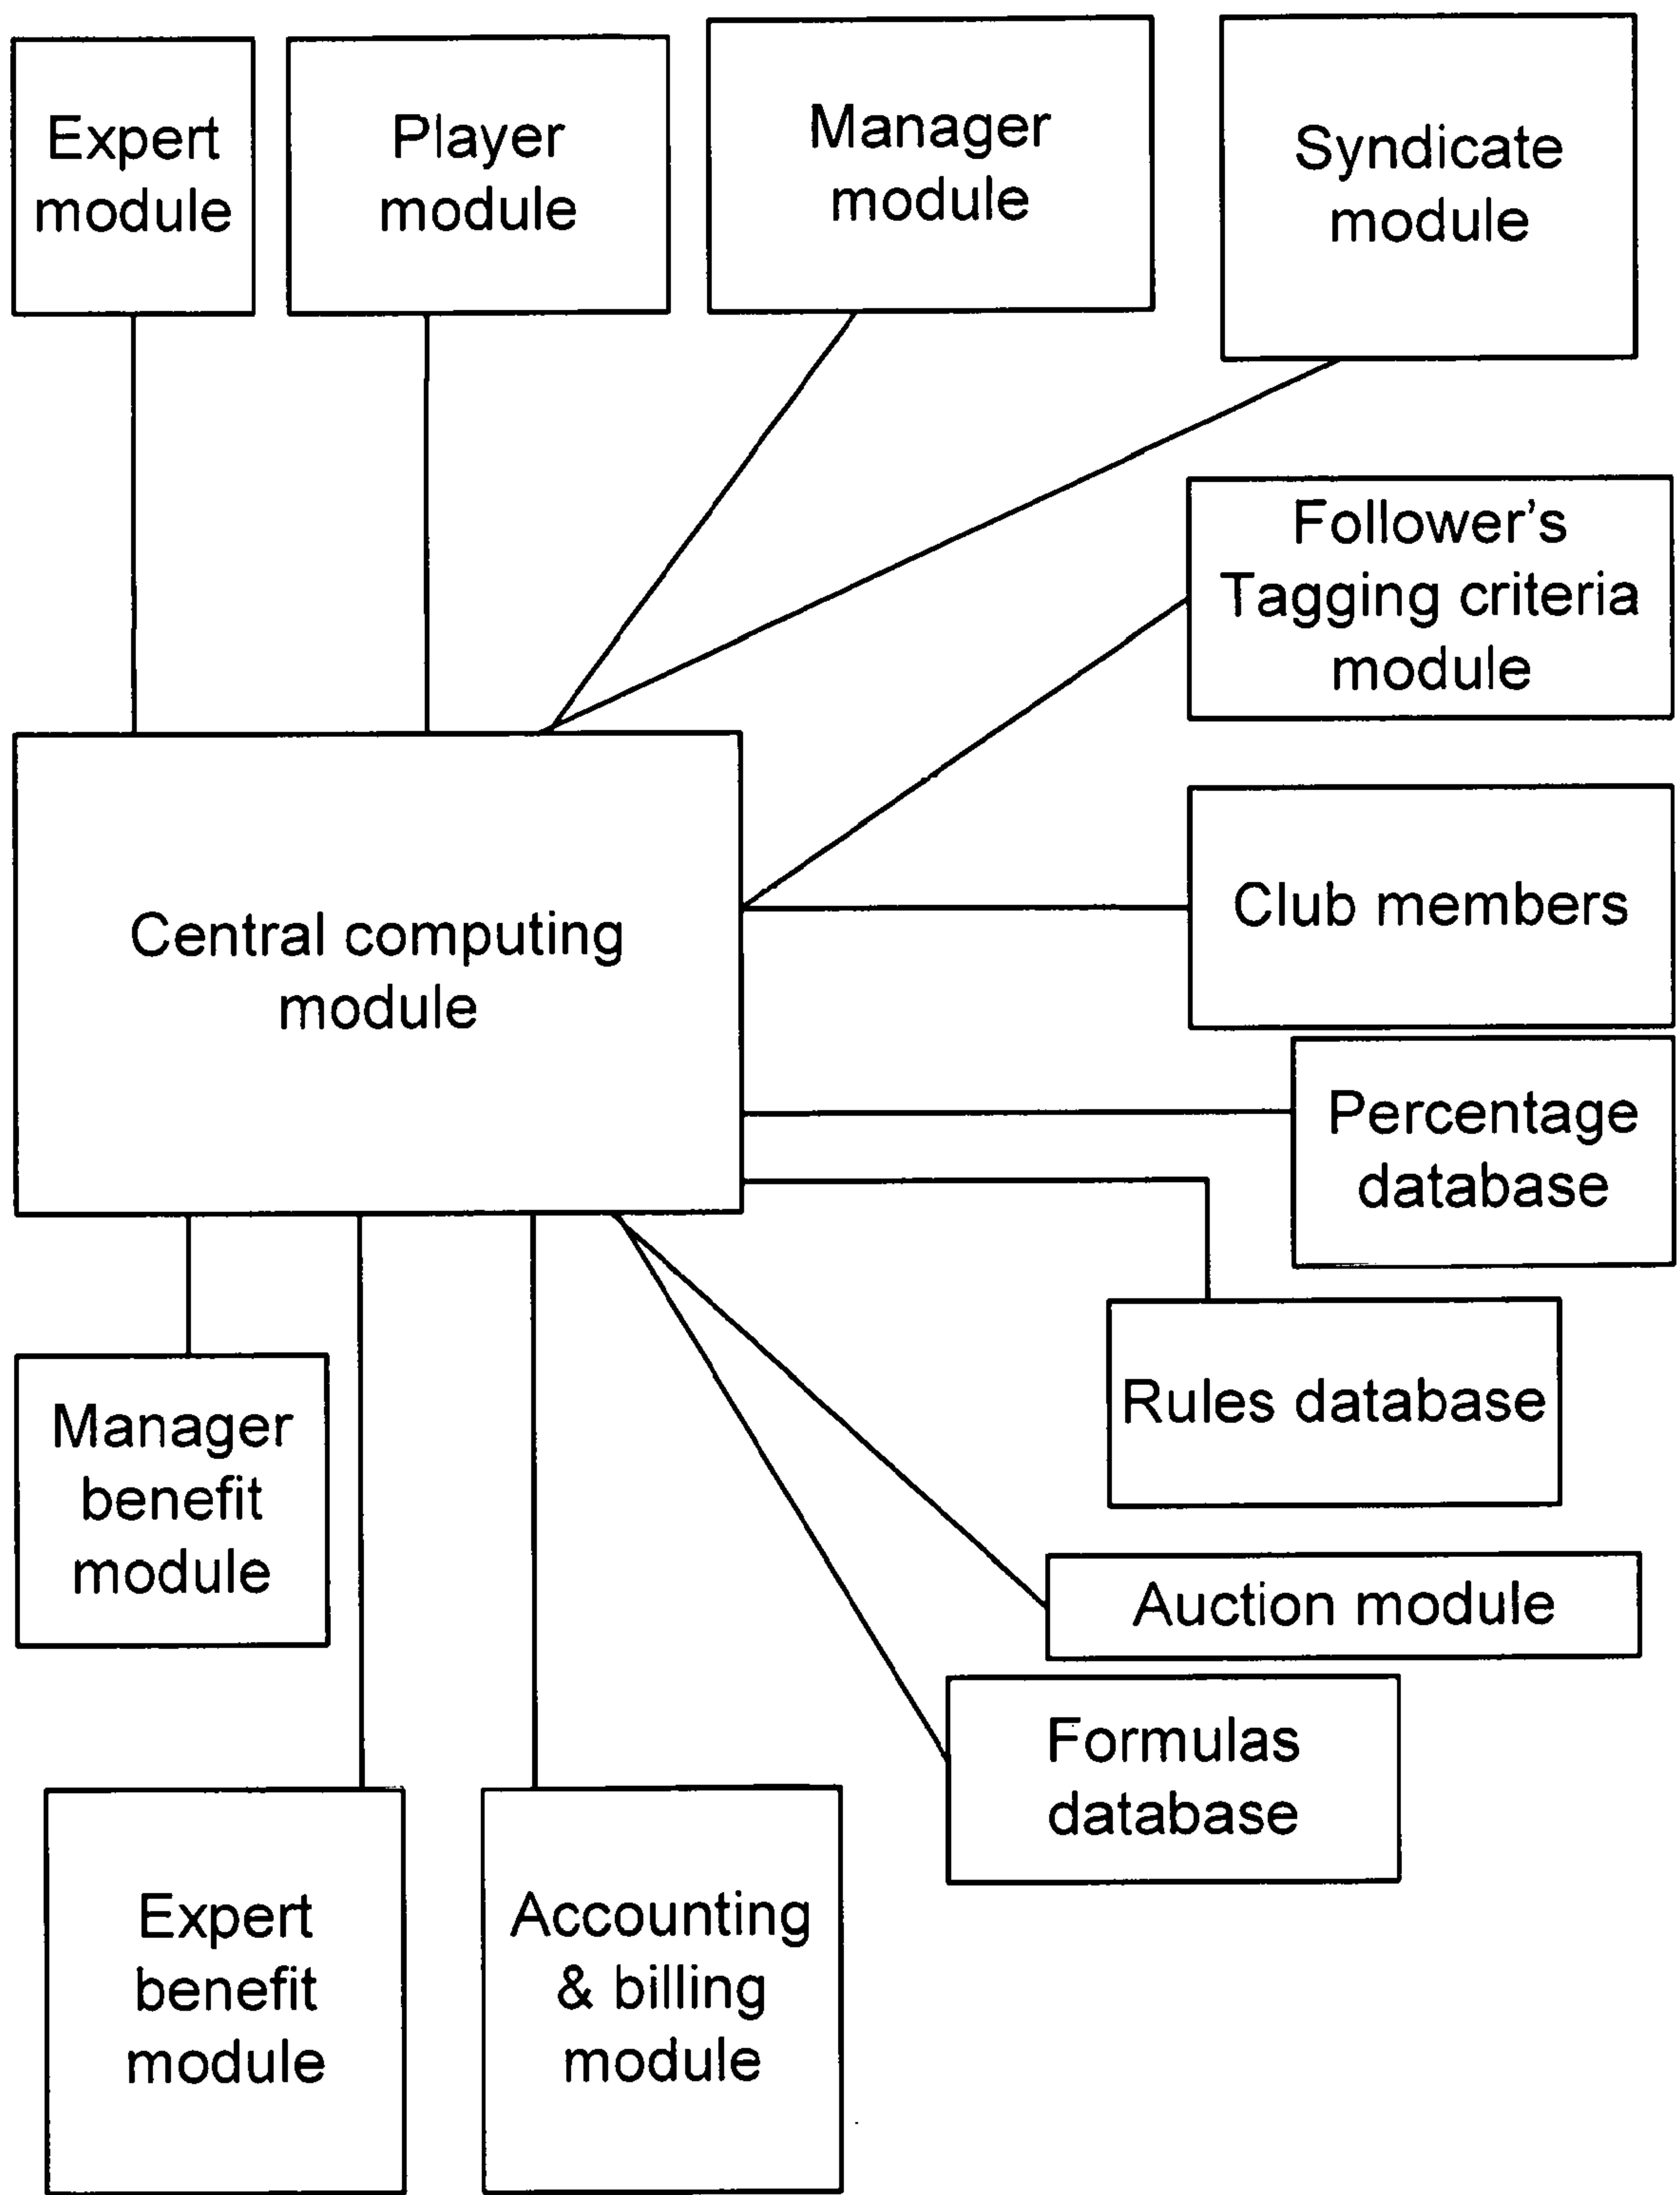 Expert
module
Player
module
Manager
module
Syndicate
module
Follower’s
Tagging criteria
module
Central computing
module
Club members
Percentage
database
Rules database
Manager
benefit
module
Auction module
Formulas
database
Expert
benefit
module
Accounting
& billing
module